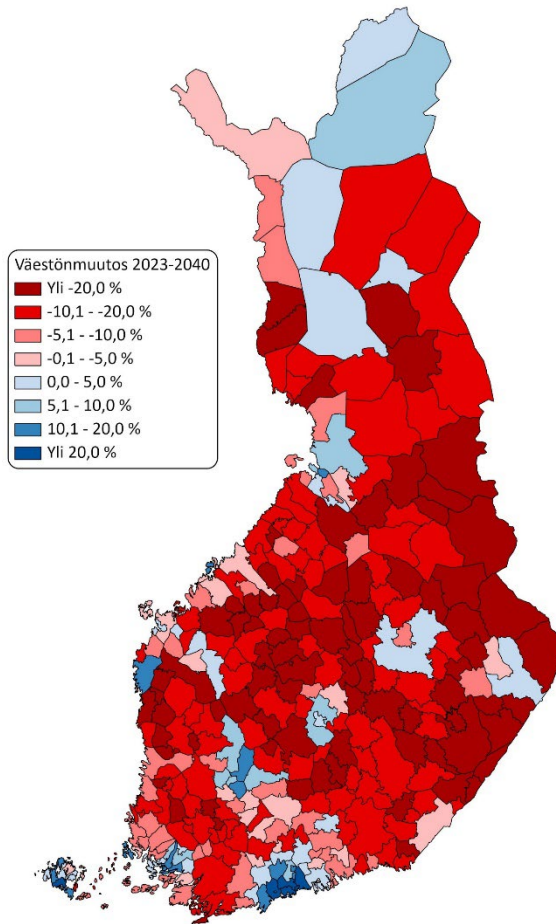 Väestönmuutos 2023-2040
Yli -20,0 %
-10,1 - -20,0 %
-5,1 - -10,0 %
-0,1 - -5,0 %
0,0 - 5,0 %
5,1 - 10,0 %
10,1 - 20,0 %
Yli 20,0 %